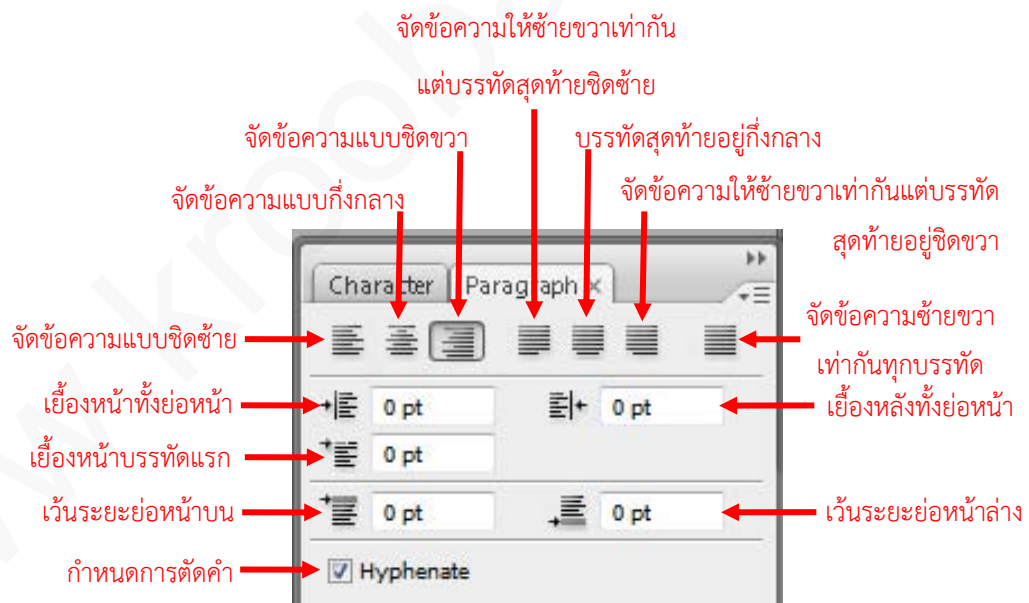 จัดข้อความให้ซ้ายขวาเท่ากัน
แต่บรรทัดสุดท้ายชิดซ้าย
จัดข้อความแบบชิดขวา
บรรทัดสุดท้ายอยู่กึ่งกลาง
จัดข้อความแบบกึ่งกลาง
จัดข้อความให้ซ้ายขวาเท่ากันแต่บรรทัด
สุดท้ายอยู่ชิดขวา
Character
Paragraph ×
จัดข้อความแบบชิดซ้าย
จัดข้อความซ้ายขวา
เท่ากันทุกบรรทัด
เยื้องหน้าทั้งย่อหน้า
0 pt
0 pt
เยื้องหลังทั้งย่อหน้า
เยื้องหน้าบรรทัดแรก
0 pt
เว้นระยะย่อหน้าบน
0 pt
0 pt
เว้นระยะย่อหน้าล่าง
กำหนดการตัดคำ
Hyphenate